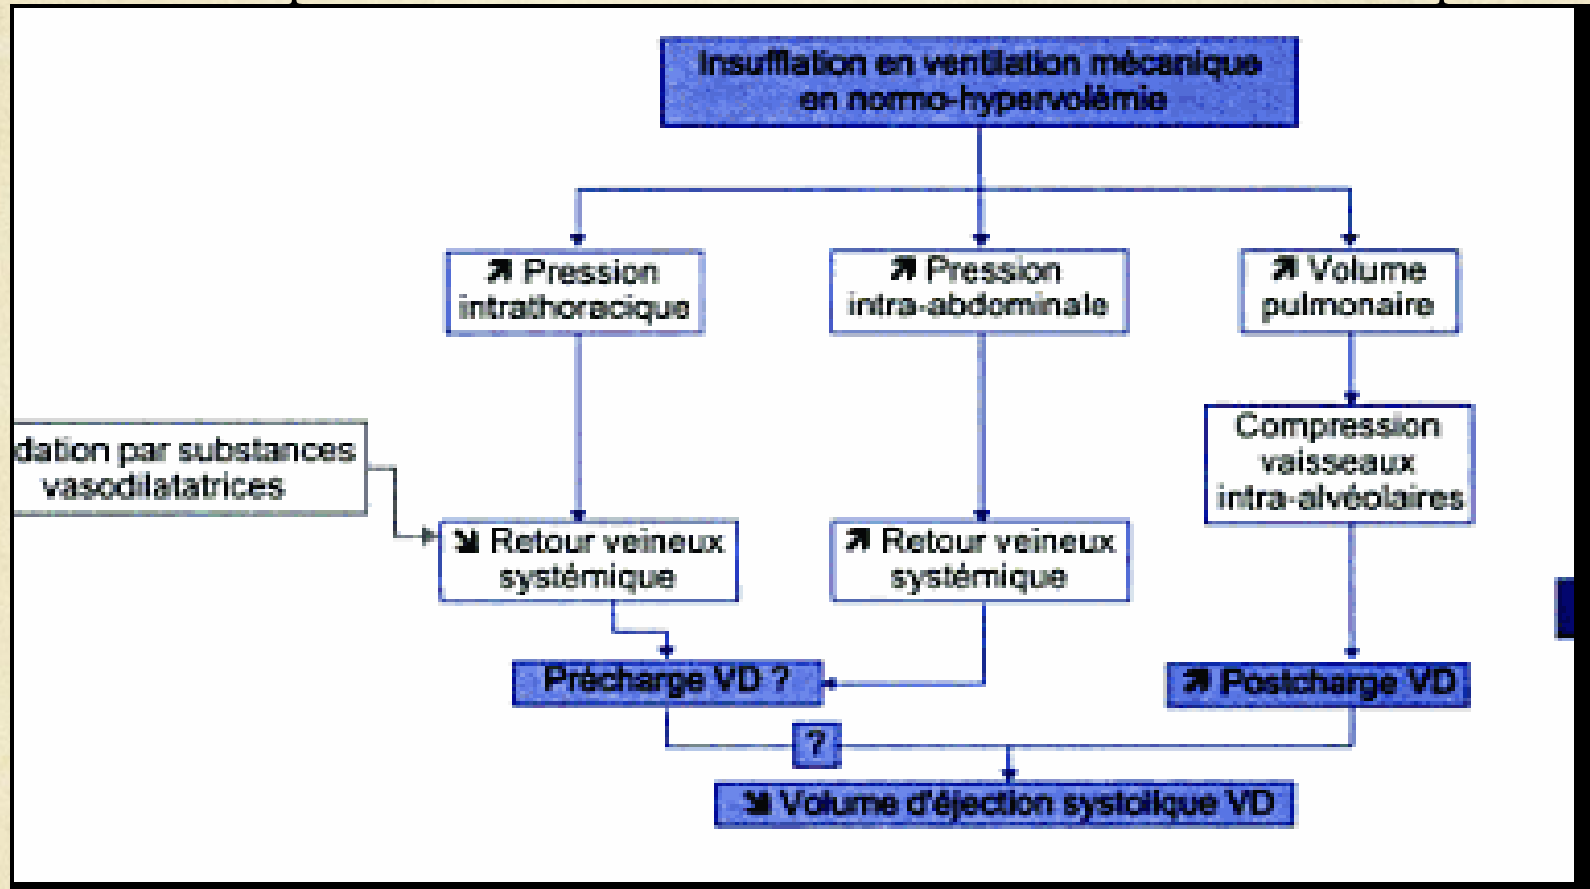 Insufflation en ventilation mécanique
en normo-hypervolémie
↗ Pression
intrathoracique
↗ Pression
intra-abdominale
↗ Volume
pulmonaire
dation par substances
vasodilatatrices
Compression
vaisseaux
intra-alvéolaires
↘ Retour veineux
systémique
↗ Retour veineux
systémique
Précharge VD ?
↗ Postcharge VD
?
↘ Volume d'éjection systolique VD